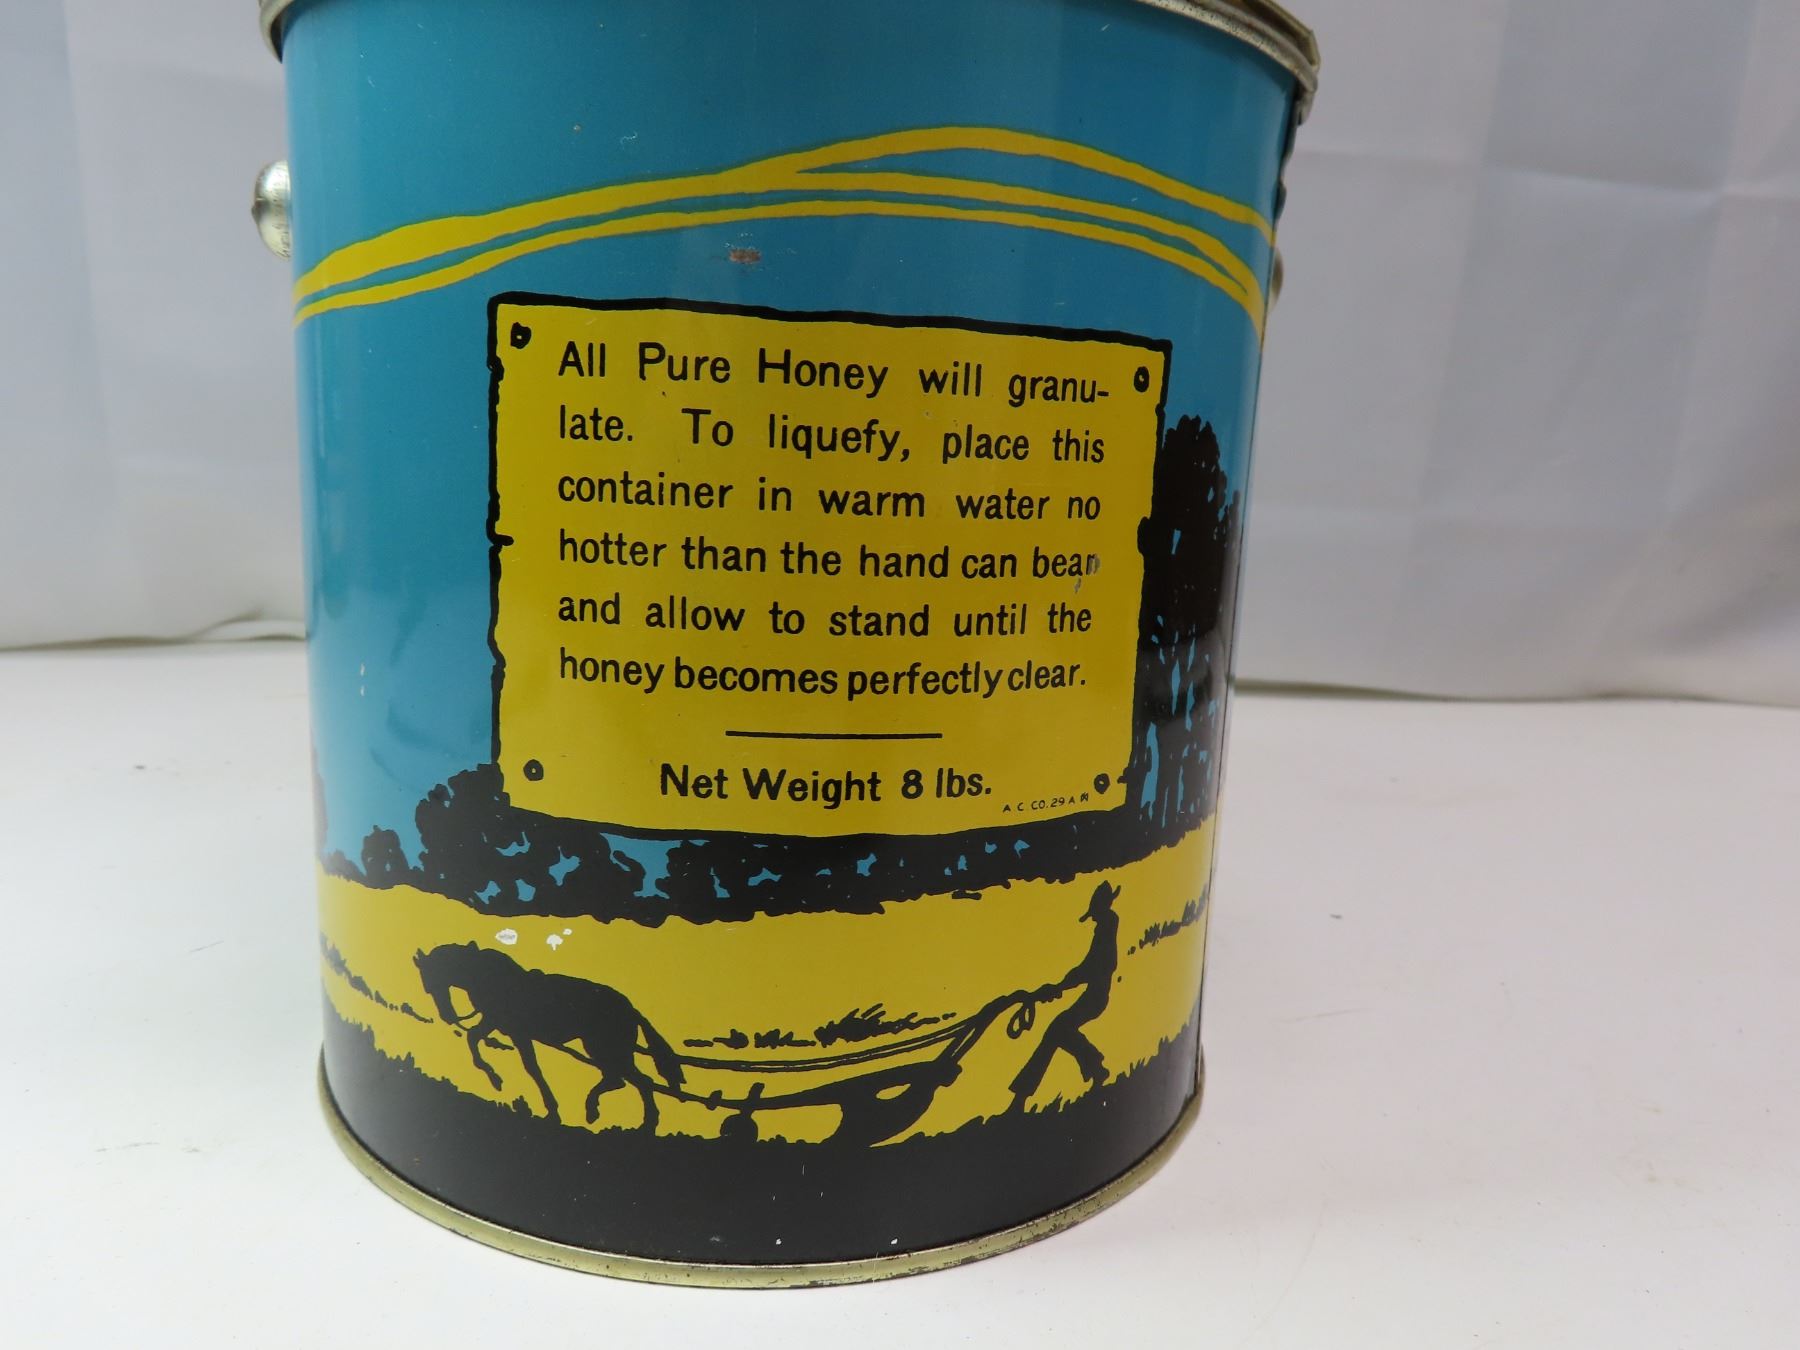 All Pure Honey will granu-
late. To liquefy, place this
container in warm water no
hotter than the hand can bear
and allow to stand until the
honey becomes perfectly clear.
Net Weight 8 lbs.
A. C. CO. 29 A